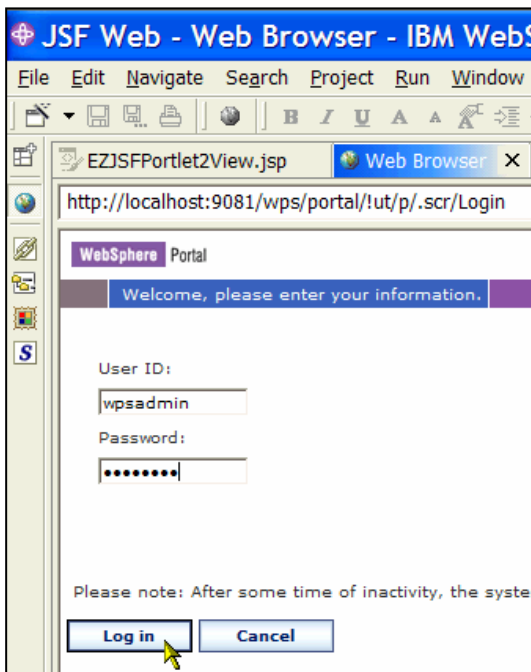 JSF Web - Web Browser - IBM WebS
File Edit Navigate Search Project Run Window
B I U A A
EZJSFPortlet2View.jsp Web Browser
http://localhost:9081/wps/portal/!ut/p/.scr/Login
WebSphere Portal
Welcome, please enter your information.
S
User ID:
wpsadmin
Password:
••••••••
Please note: After some time of inactivity, the syste
Log in Cancel